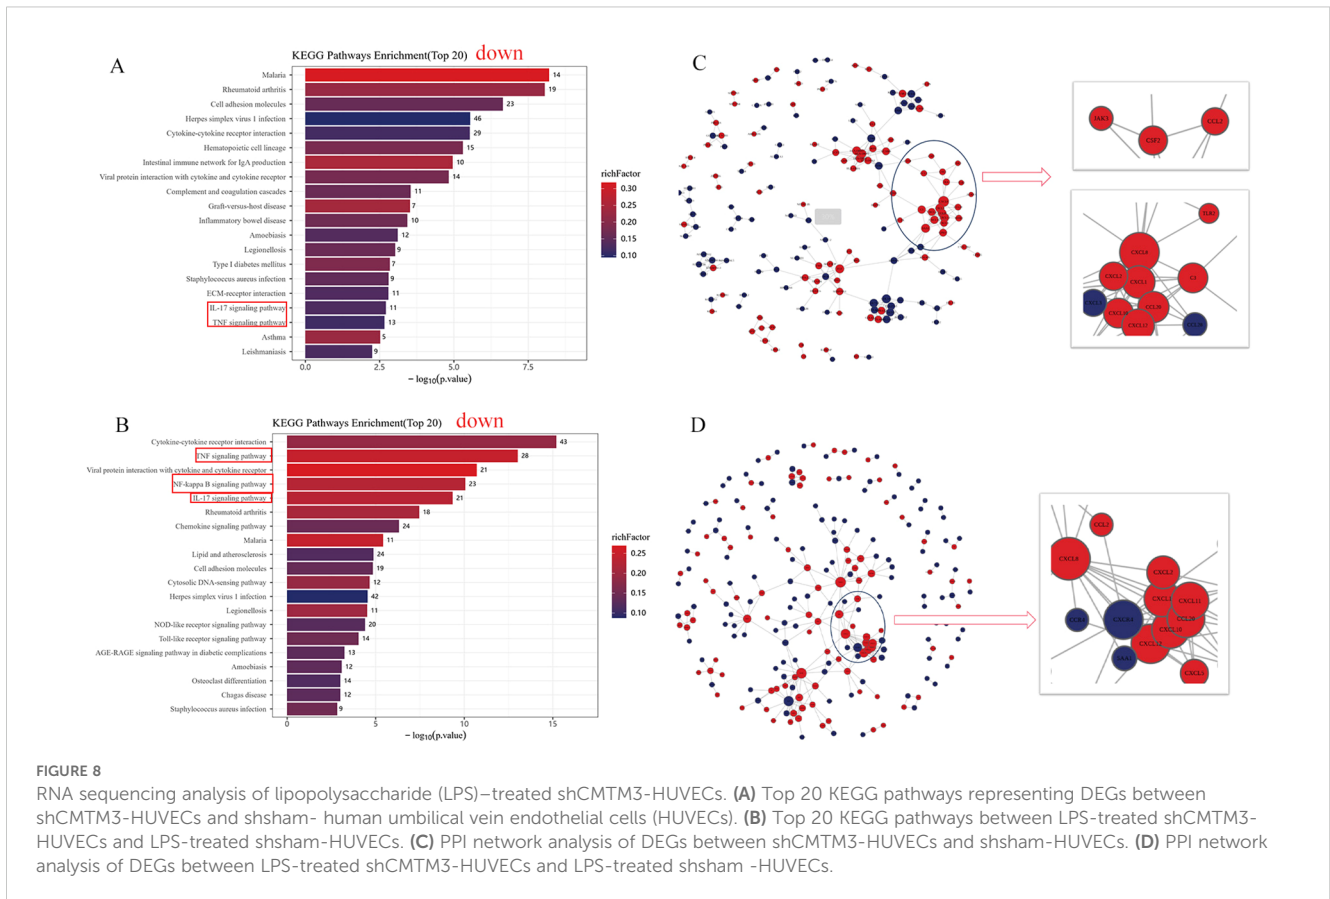 A
KEGG Pathways Enrichment(Top 20) down
Malaria 14
Rheumatoid arthritis 19
Cell adhesion molecules 23
Herpes simplex virus 1 infection 46
Cytokine-cytokine receptor interaction 29
Hematopoietic cell lineage 15
Intestinal immune network for IgA production 10
Viral protein interaction with cytokine and cytokine receptor 14
Complement and coagulation cascades 11
Graft-versus-host disease 7
Inflammatory bowel disease 10
Amoebiasis 12
Legionellosis 9
Type I diabetes mellitus 7
Staphylococcus aureus infection 9
ECM-receptor interaction 11
IL-17 signaling pathway 11
TNF signaling pathway 13
Asthma 5
Leishmaniasis 9
0.0 2.5 5.0 7.5
− log10(p.value)
richFactor
0.30
0.25
0.20
0.15
0.10
C
JAK3
CSF2
CCL2
TLR2
CXCL8
CXCL2
CXCL1
C3
CCL20
CXCL10
B
KEGG Pathways Enrichment(Top 20) down
Cytokine-cytokine receptor interaction 43
TNF signaling pathway 28
Viral protein interaction with cytokine and cytokine receptor 21
NF-kappa B signaling pathway 23
IL-17 signaling pathway 21
Rheumatoid arthritis 18
Chemokine signaling pathway 24
Malaria 11
Lipid and atherosclerosis 24
Cell adhesion molecules 19
Cytosolic DNA-sensing pathway 12
Herpes simplex virus 1 infection 42
Legionellosis 11
NOD-like receptor signaling pathway 20
Toll-like receptor signaling pathway 14
AGE-RAGE signaling pathway in diabetic complications 13
Amoebiasis 12
Osteoclast differentiation 14
Chagas disease 12
Staphylococcus aureus infection 9
0 5 10 15
− log10(p.value)
richFactor
0.25
0.20
0.15
0.10
D
CCL2
CXCL8
CXCL2
CXCL1
CXCL11
CXCR4
CCL20
CXCL10
CXCL5
FIGURE 8
RNA sequencing analysis of lipopolysaccharide (LPS)–treated shCMTM3-HUVECs. (A) Top 20 KEGG pathways representing DEGs between
shCMTM3-HUVECs and shsham- human umbilical vein endothelial cells (HUVECs). (B) Top 20 KEGG pathways between LPS-treated shCMTM3-
HUVECs and LPS-treated shsham-HUVECs. (C) PPI network analysis of DEGs between shCMTM3-HUVECs and shsham-HUVECs. (D) PPI network
analysis of DEGs between LPS-treated shCMTM3-HUVECs and LPS-treated shsham -HUVECs.